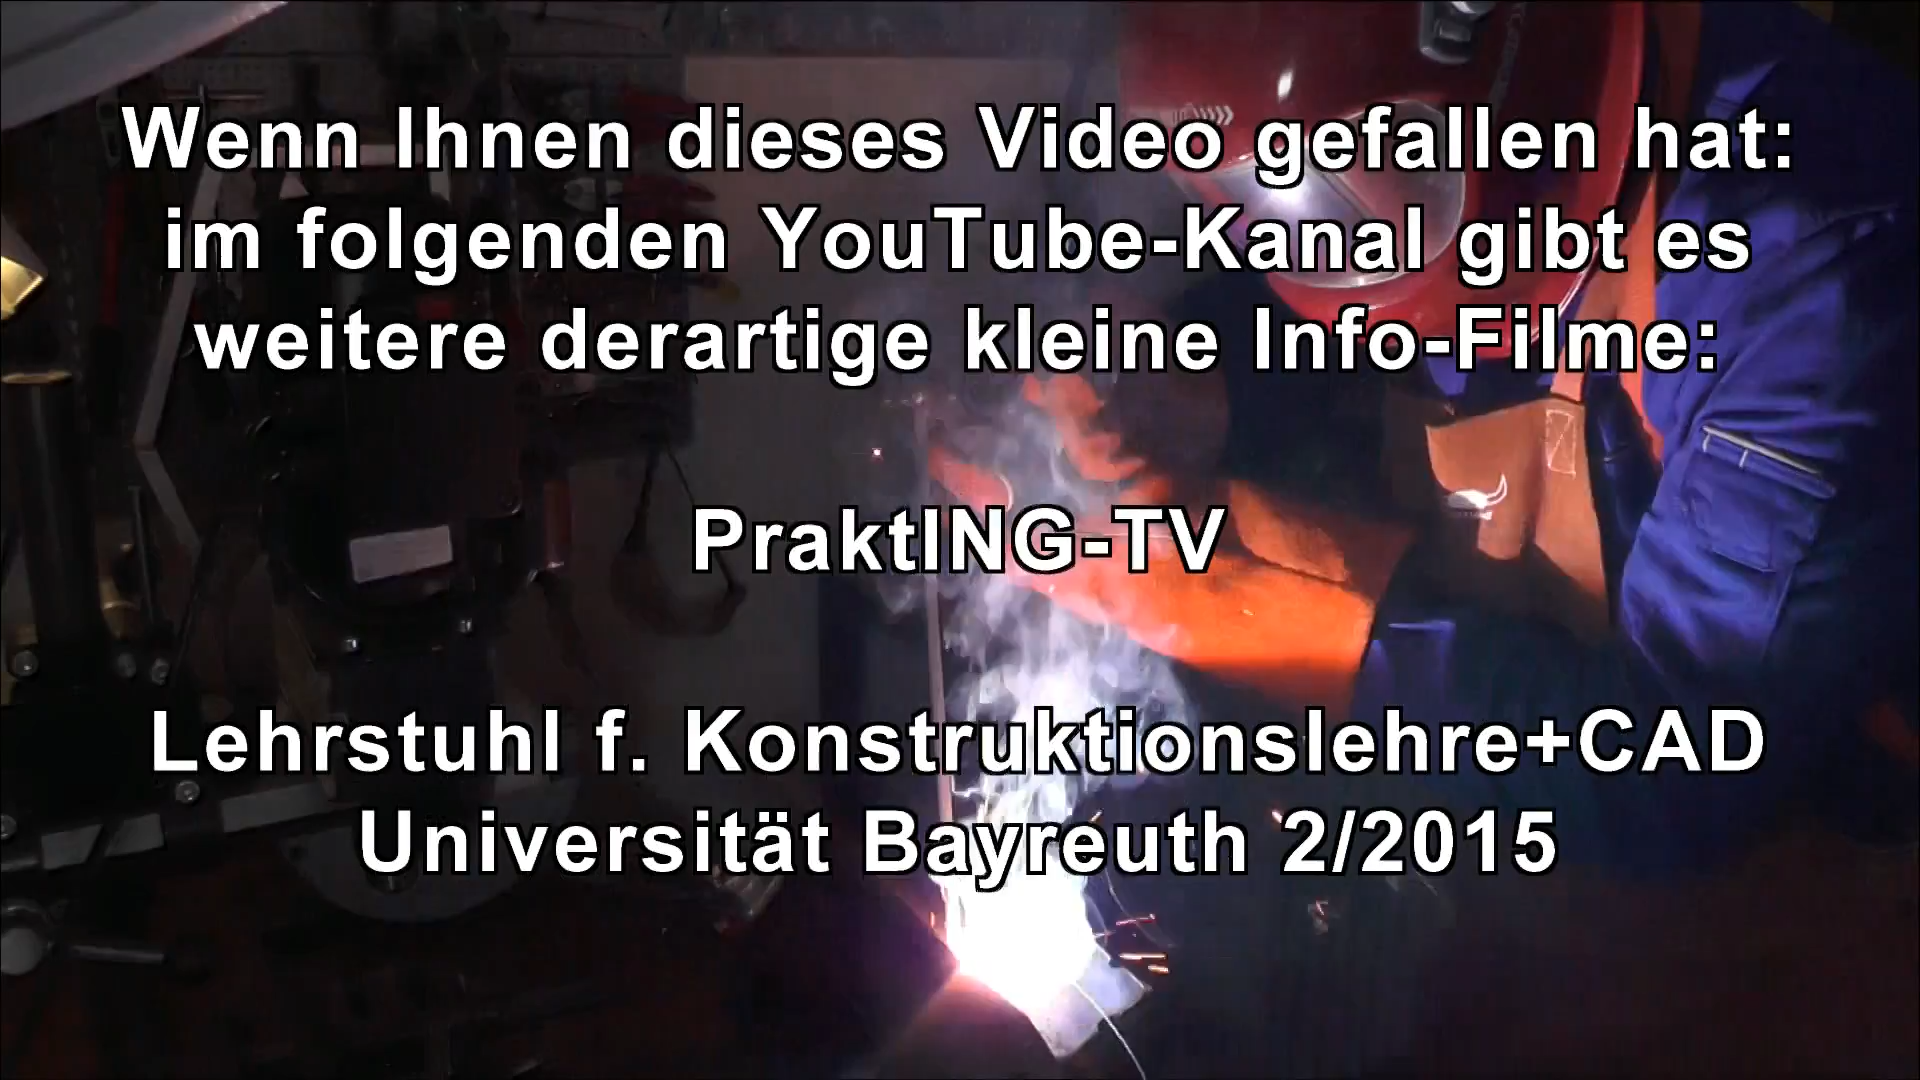 Wenn Ihnen dieses Video gefallen hat:
im folgenden YouTube-Kanal gibt es
weitere derartige kleine Info-Filme:
PraktING-TV
Lehrstuhl f. Konstruktionslehre+CAD
Universität Bayreuth 2/2015